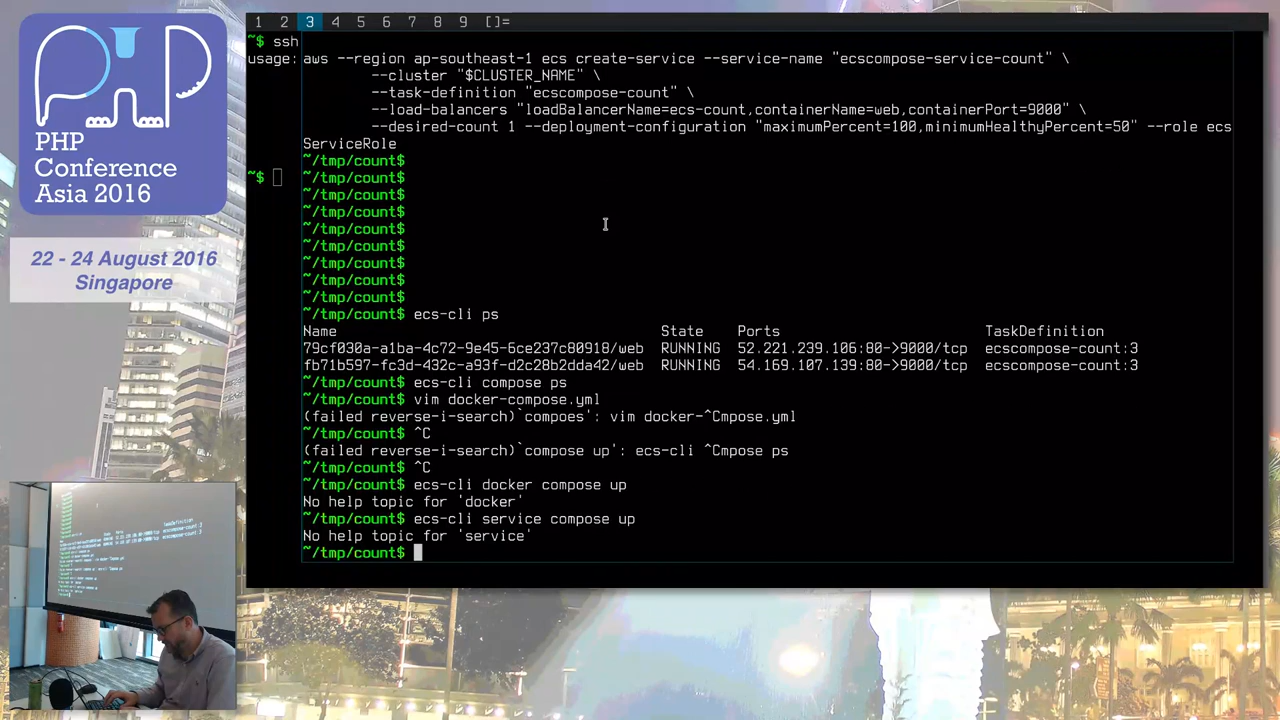 1 2 3 4 5 6 7 8 9 []=
~$ ssh
usage:
~$
aws --region ap-southeast-1 ecs create-service --service-name "ecscompose-service-count" \
--cluster "$CLUSTER_NAME" \
--task-definition "ecscompose-count" \
--load-balancers "loadBalancerName=ecs-count,containerName=web,containerPort=9000" \
--desired-count 1 --deployment-configuration "maximumPercent=100,minimumHealthyPercent=50" --role ecs
ServiceRole
~/tmp/count$
~/tmp/count$
~/tmp/count$
~/tmp/count$
~/tmp/count$
~/tmp/count$
~/tmp/count$
~/tmp/count$
~/tmp/count$
~/tmp/count$ ecs-cli ps
Name State Ports TaskDefinition
79cf030a-a1ba-4c72-9e45-6ce237c80918/web RUNNING 52.221.239.106:80->9000/tcp ecscompose-count:3
fb71b597-fc3d-432c-a93f-d2c28b2dda42/web RUNNING 54.169.107.139:80->9000/tcp ecscompose-count:3
~/tmp/count$ ecs-cli compose ps
~/tmp/count$ vim docker-compose.yml
(failed reverse-i-search)`compoes': vim docker-^Cmpose.yml
~/tmp/count$ ^C
(failed reverse-i-search)`compose up': ecs-cli ^Cmpose ps
~/tmp/count$ ^C
~/tmp/count$ ecs-cli docker compose up
No help topic for 'docker'
~/tmp/count$ ecs-cli service compose up
No help topic for 'service'
~/tmp/count$
php
PHP
Conference
Asia 2016
22 - 24 August 2016
Singapore